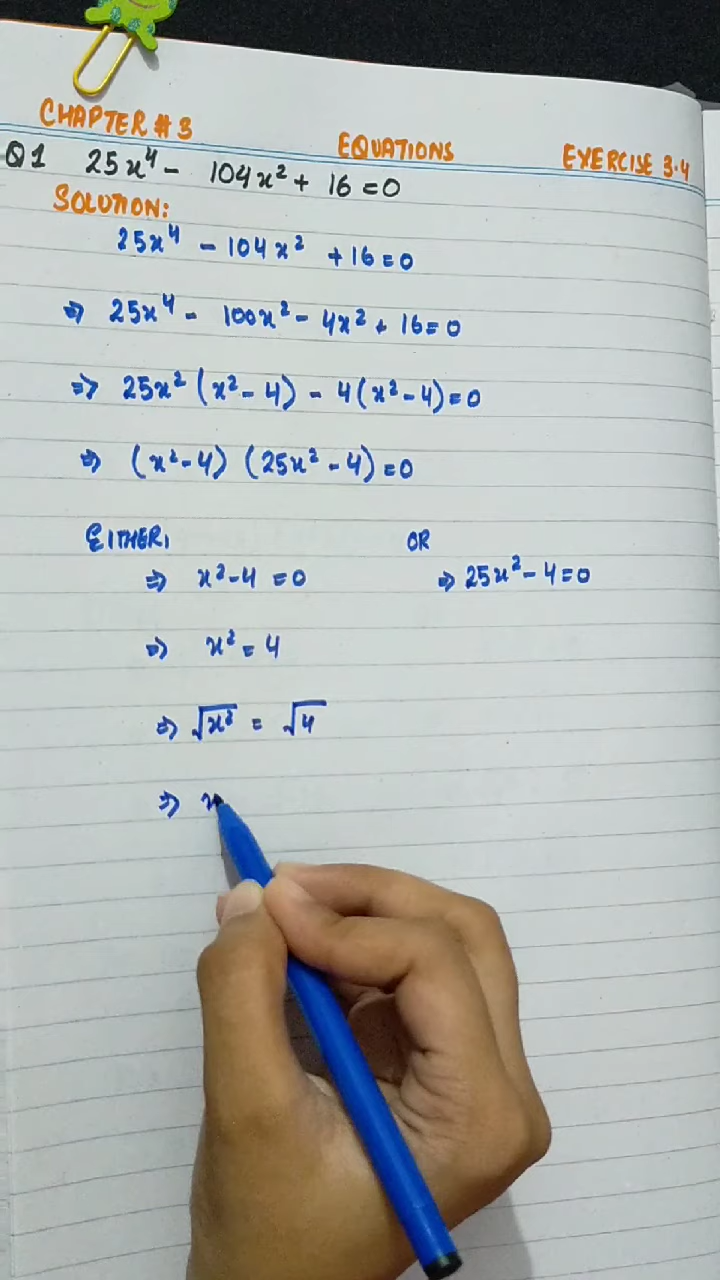 CHAPTER # 3 EQUATIONS EXERCISE 3.4
Q1 25x⁴ - 104x² + 16 = 0
SOLUTION:
25x⁴ - 104x² + 16 = 0
⇒ 25x⁴ - 100x² - 4x² + 16 = 0
⇒ 25x² (x² - 4) - 4(x² - 4) = 0
⇒ (x² - 4) (25x² - 4) = 0
EITHER, OR
⇒ x² - 4 = 0 ⇒ 25x² - 4 = 0
⇒ x² = 4
⇒ √x² = √4
⇒ x